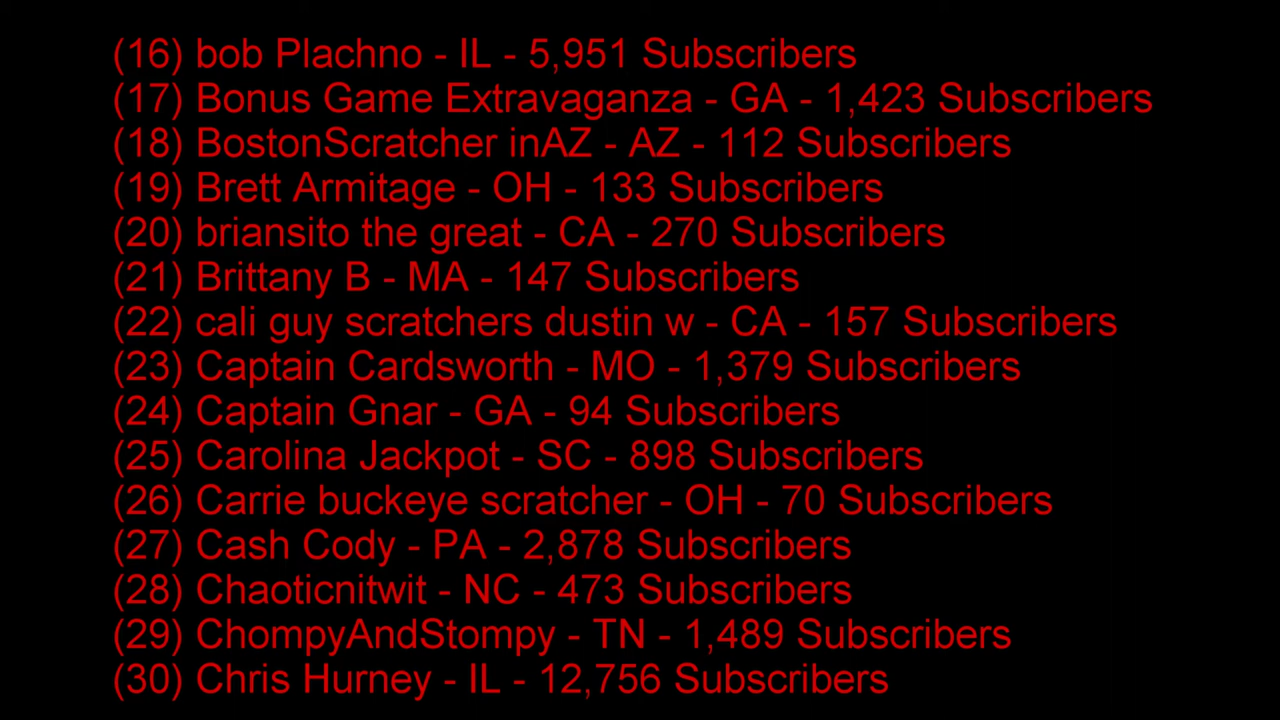 (16) bob Plachno - IL - 5,951 Subscribers
(17) Bonus Game Extravaganza - GA - 1,423 Subscribers
(18) BostonScratcher inAZ - AZ - 112 Subscribers
(19) Brett Armitage - OH - 133 Subscribers
(20) briansito the great - CA - 270 Subscribers
(21) Brittany B - MA - 147 Subscribers
(22) cali guy scratchers dustin w - CA - 157 Subscribers
(23) Captain Cardsworth - MO - 1,379 Subscribers
(24) Captain Gnar - GA - 94 Subscribers
(25) Carolina Jackpot - SC - 898 Subscribers
(26) Carrie buckeye scratcher - OH - 70 Subscribers
(27) Cash Cody - PA - 2,878 Subscribers
(28) Chaoticnitwit - NC - 473 Subscribers
(29) ChompyAndStompy - TN - 1,489 Subscribers
(30) Chris Hurney - IL - 12,756 Subscribers